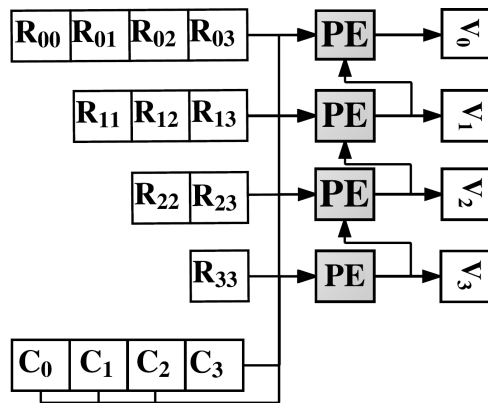 R00 R01 R02 R03 PE V0
R11 R12 R13 PE V1
R22 R23 PE V2
R33 PE V3
C0 C1 C2 C3